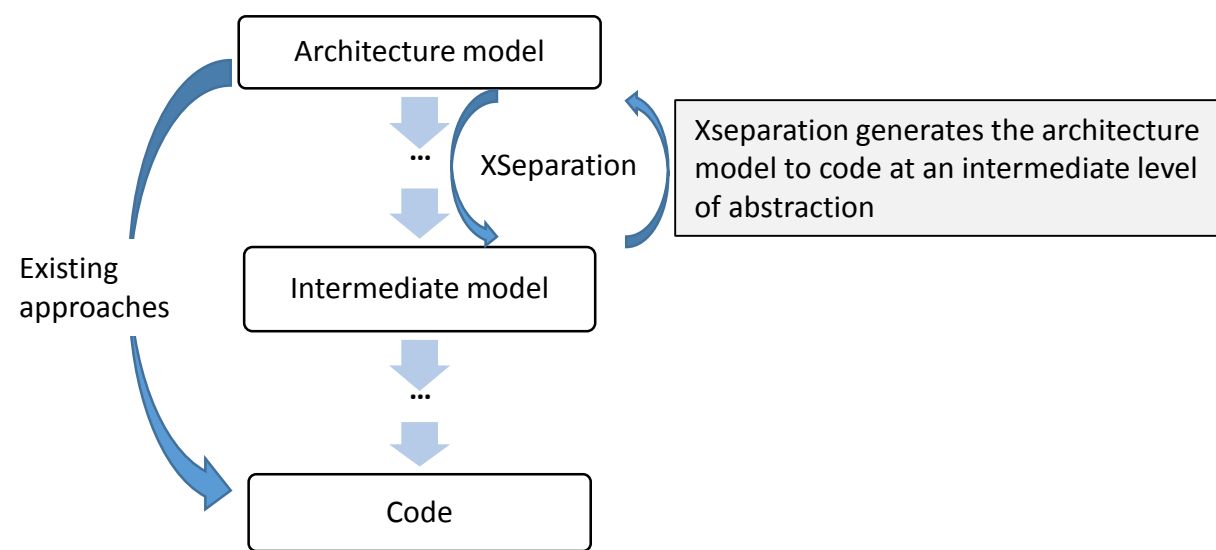 Architecture model
...
XSeparation
Xseparation generates the architecture
model to code at an intermediate level
of abstraction
Existing
approaches
Intermediate model
...
Code